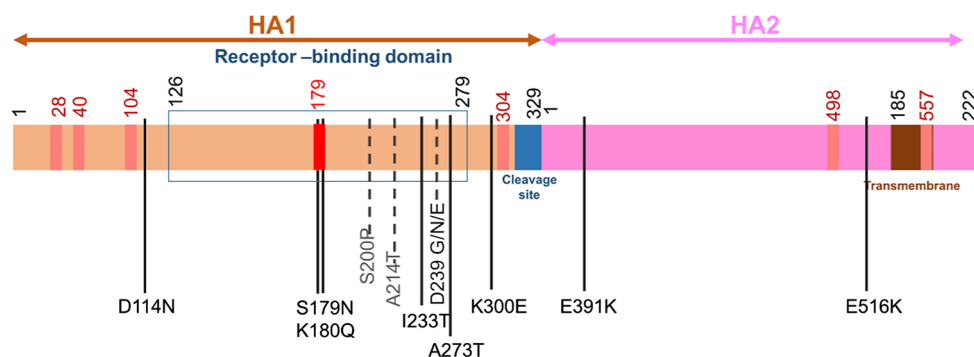 HA1 HA2
Receptor –binding domain
1 28 40 104 126 179 279 304 329 1 498 185 557 222
Cleavage
site
Transmembrane
S200P
A214T
D239 G/N/E
D114N
S179N
K180Q
I233T
A273T
K300E
E391K
E516K